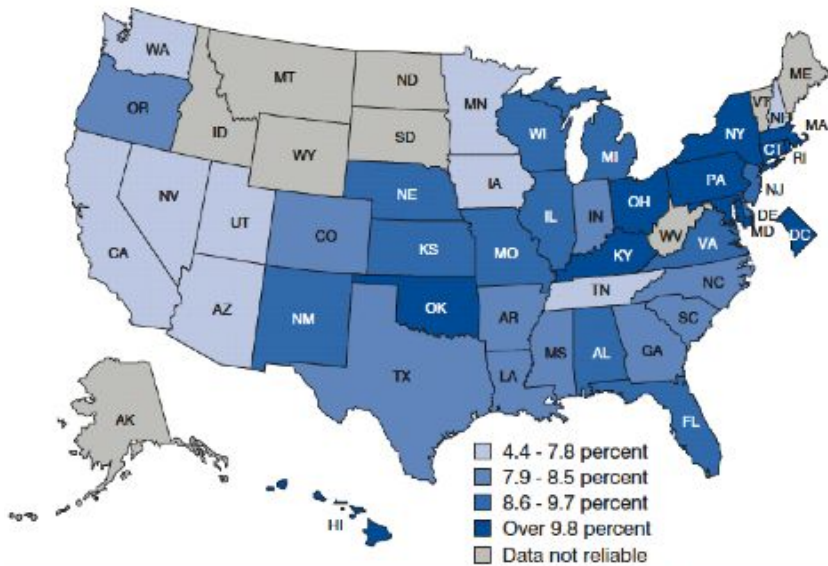 WA
MT
ND
MN
ME
VT
NH
OR
ID
SD
WI
MI
NY
MA
CT
RI
WY
IA
PA
NE
NJ
OH
IL
IN
DE
NV
UT
CO
WV
MD
DC
VA
CA
KS
MO
KY
NC
TN
AZ
NM
OK
AR
SC
MS
AL
GA
TX
LA
FL
AK
HI
4.4 - 7.8 percent
7.9 - 8.5 percent
8.6 - 9.7 percent
Over 9.8 percent
Data not reliable